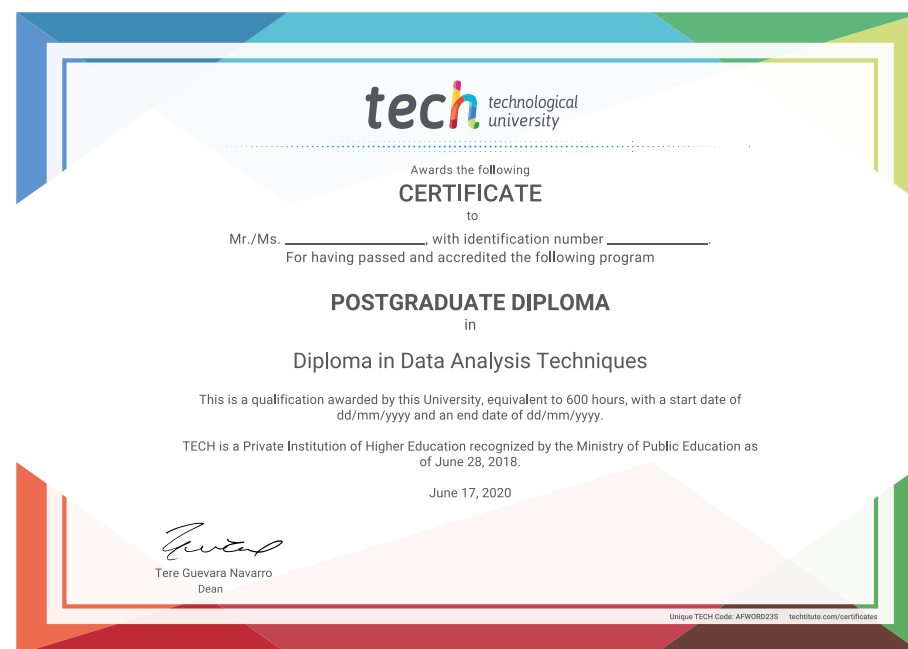 tech technological
university
Awards the following
CERTIFICATE
to
Mr./Ms. ____________, with identification number _________.
For having passed and accredited the following program
POSTGRADUATE DIPLOMA
in
Diploma in Data Analysis Techniques
This is a qualification awarded by this University, equivalent to 600 hours, with a start date of
dd/mm/yyyy and an end date of dd/mm/yyyy.
TECH is a Private Institution of Higher Education recognized by the Ministry of Public Education as
of June 28, 2018.
June 17, 2020
Tere Guevara Navarro
Dean
Unique TECH Code: AFWORD23S techtitute.com/certificates